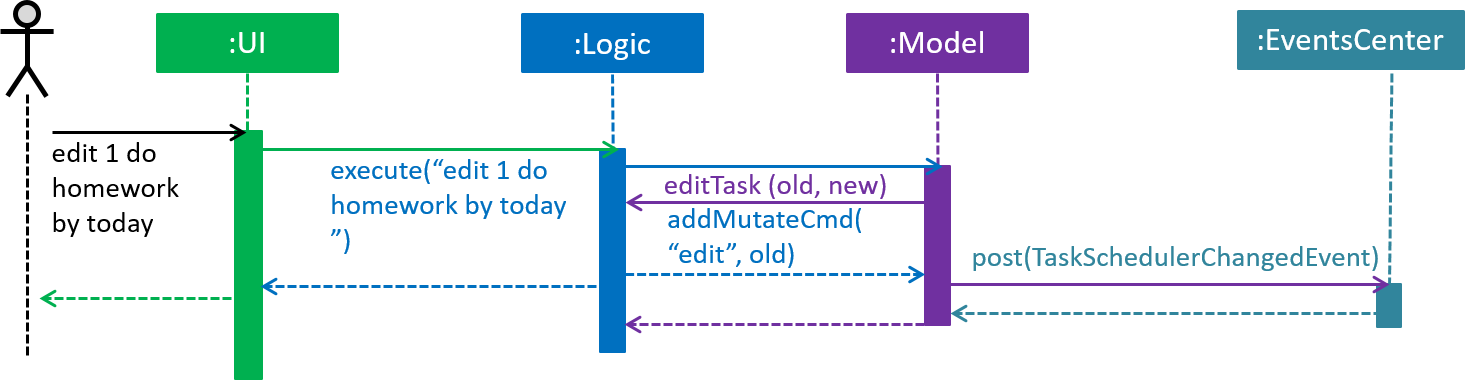 :UI
:Logic
:Model
:EventsCenter
edit 1 do
homework
by today
execute(“edit 1 do
homework by today
”)
editTask (old, new)
addMutateCmd(
“edit”, old)
post(TaskSchedulerChangedEvent)